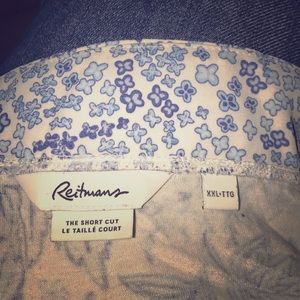 Reitmans
XXL•TTG
THE SHORT CUT
LE TAILLÉ COURT